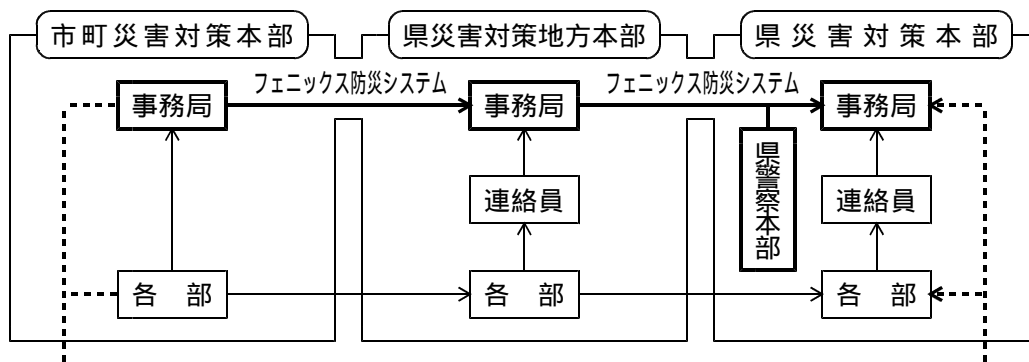 市町災害対策本部
県災害対策地方本部
県災害対策本部
フェニックス防災システム
フェニックス防災システム
事務局
事務局
事務局
県警察本部
連絡員
連絡員
各　部
各　部
各　部